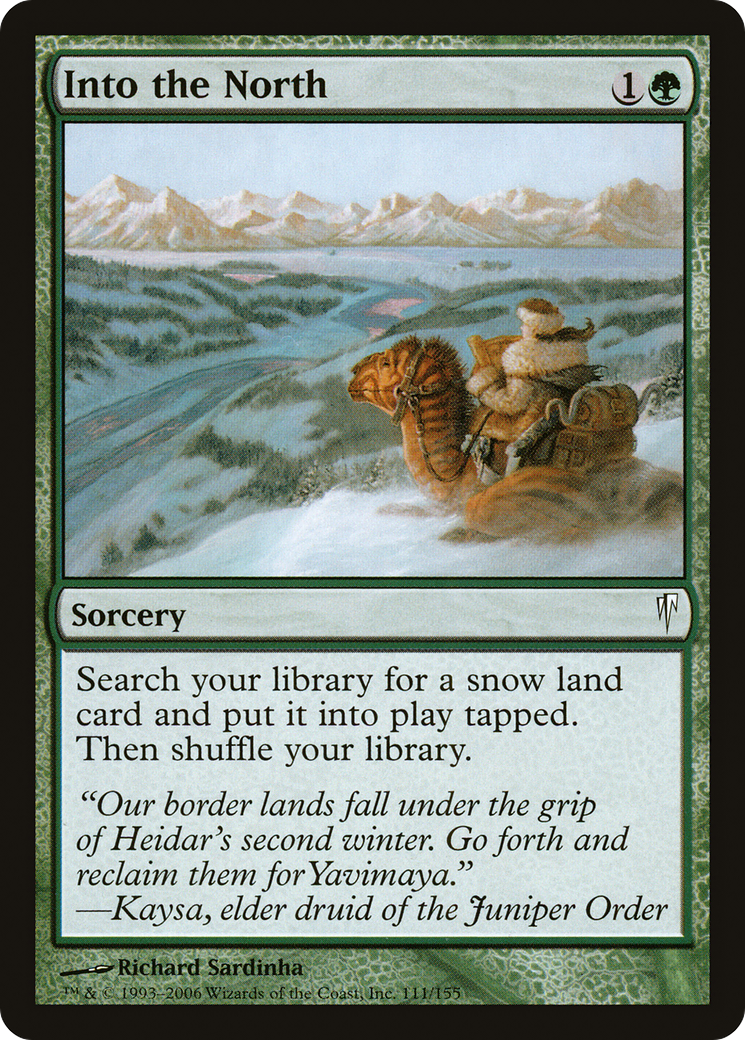 Into the North 1
Sorcery
Search your library for a snow land
card and put it into play tapped.
Then shuffle your library.
“Our border lands fall under the grip
of Heidar’s second winter. Go forth and
reclaim them for Yavimaya.”
—Kaysa, elder druid of the Juniper Order
Richard Sardinha
™ & © 1993–2006 Wizards of the Coast, Inc. 111/155